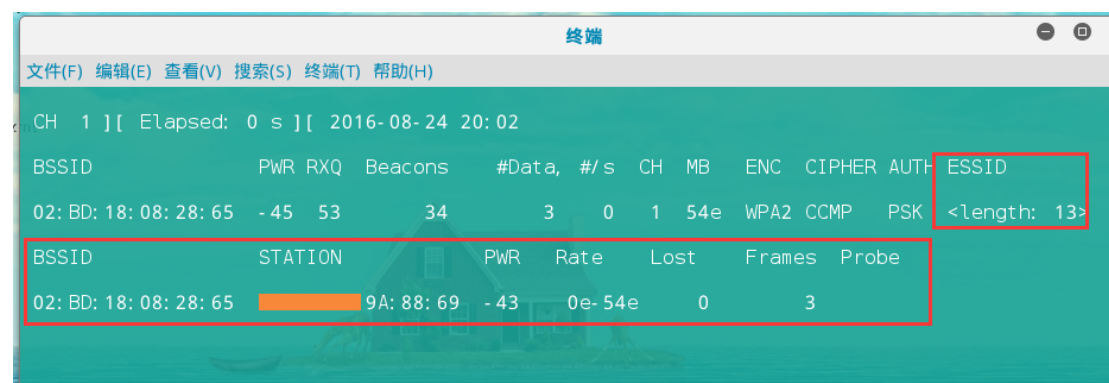 终端
文件(F) 编辑(E) 查看(V) 搜索(S) 终端(T) 帮助(H)
CH 1 ][ Elapsed: 0 s ][ 2016-08-24 20:02
BSSID PWR RXQ Beacons #Data, #/s CH MB ENC CIPHER AUTH ESSID
02:BD:18:08:28:65 -45 53 34 3 0 1 54e WPA2 CCMP PSK <length: 13>
BSSID STATION PWR Rate Lost Frames Probe
02:BD:18:08:28:65 9A:88:69 -43 0e-54e 0 3